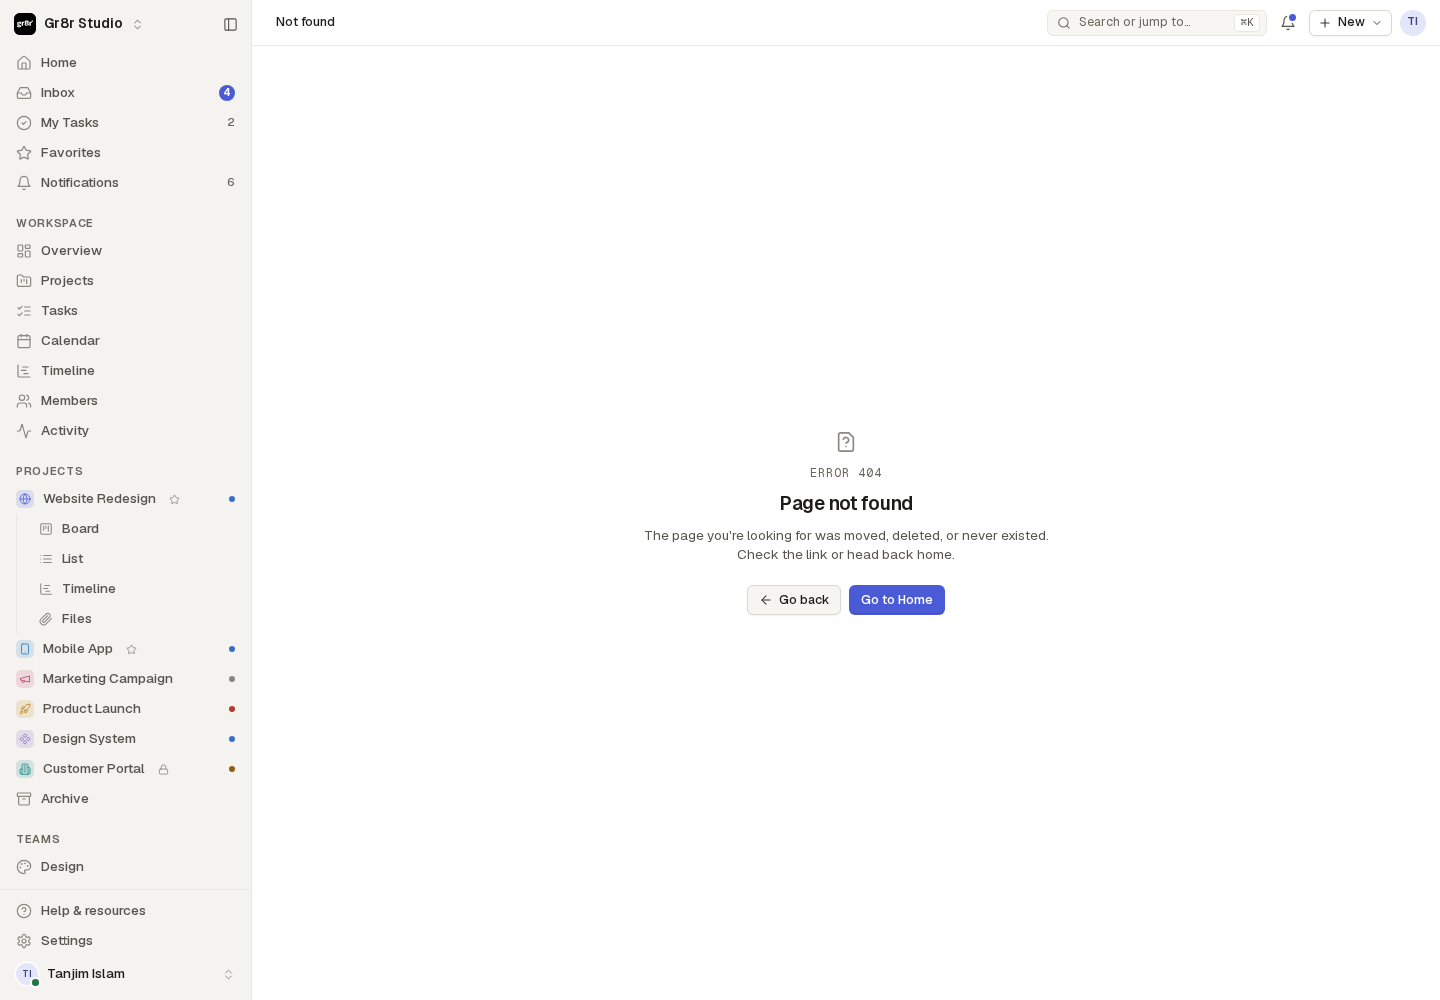 gr8r
Gr8r Studio
Home
Inbox
4
My Tasks
2
Favorites
Notifications
6
WORKSPACE
Overview
Projects
Tasks
Calendar
Timeline
Members
Activity
PROJECTS
Website Redesign
Board
List
Timeline
Files
Mobile App
Marketing Campaign
Product Launch
Design System
Customer Portal
Archive
TEAMS
Design
Help & resources
Settings
TI
Tanjim Islam
Not found
Search or jump to…
⌘K
New
TI
ERROR 404
Page not found
The page you're looking for was moved, deleted, or never existed.
Check the link or head back home.
Go back
Go to Home